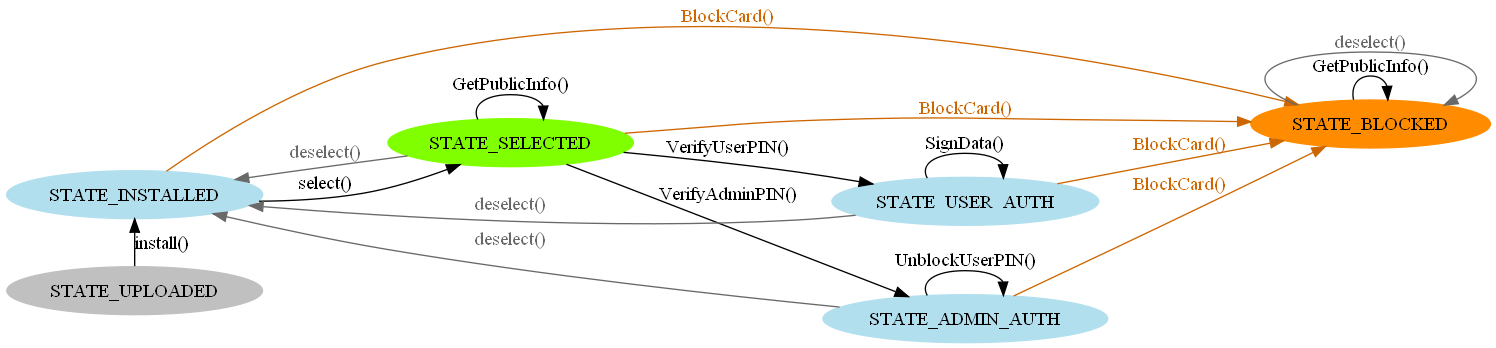 BlockCard()
deselect()
GetPublicInfo()
GetPublicInfo()
BlockCard()
STATE_BLOCKED
STATE_SELECTED
SignData()
BlockCard()
VerifyUserPIN()
deselect()
select()
STATE_INSTALLED
VerifyAdminPIN()
BlockCard()
STATE_USER_AUTH
deselect()
deselect()
install()
UnblockUserPIN()
STATE_UPLOADED
STATE_ADMIN_AUTH